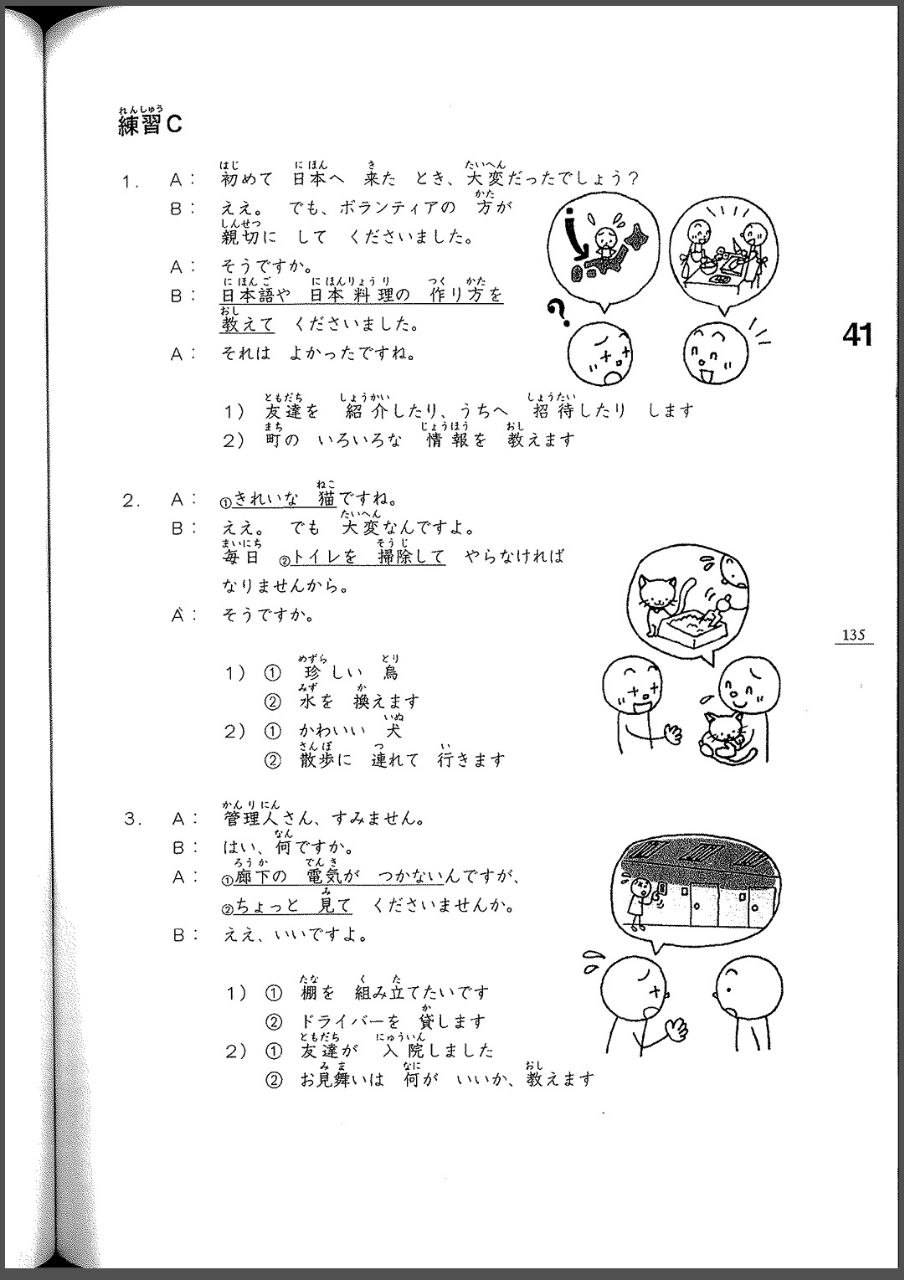 練習C
1. A: 初めて 日本へ 来た とき、大変だったでしょう?
B: ええ。 でも、ボランティアの 方が
親切に して くださいました。
A: そうですか。
B: 日本語や 日本料理の 作り方を
教えて くださいました。
A: それは よかったですね。
1) 友達を 紹介したり、うちへ 招待したり します
2) 町の いろいろな 情報を 教えます
41
2. A: ①きれいな 猫ですね。
B: ええ。 でも 大変なんですよ。
毎日 ②トイレを 掃除して やらなければ
なりませんから。
A: そうですか。
135
1) ① 珍しい 鳥
② 水を 換えます
2) ① かわいい 犬
② 散歩に 連れて 行きます
3. A: 管理人さん、すみません。
B: はい、何ですか。
A: ①廊下の 電気が つかないんですが、
②ちょっと 見て くださいませんか。
B: ええ、いいですよ。
1) ① 棚を 組み立てたいです
② ドライバーを 貸します
2) ① 友達が 入院しました
② お見舞いは 何が いいか、教えます